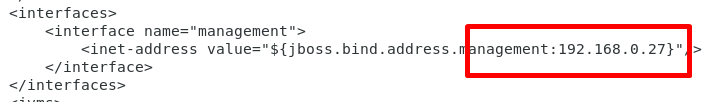 <interfaces>
<interface name="management">
<inet-address value="${jboss.bind.address.management:192.168.0.27}"/>
</interface>
</interfaces>